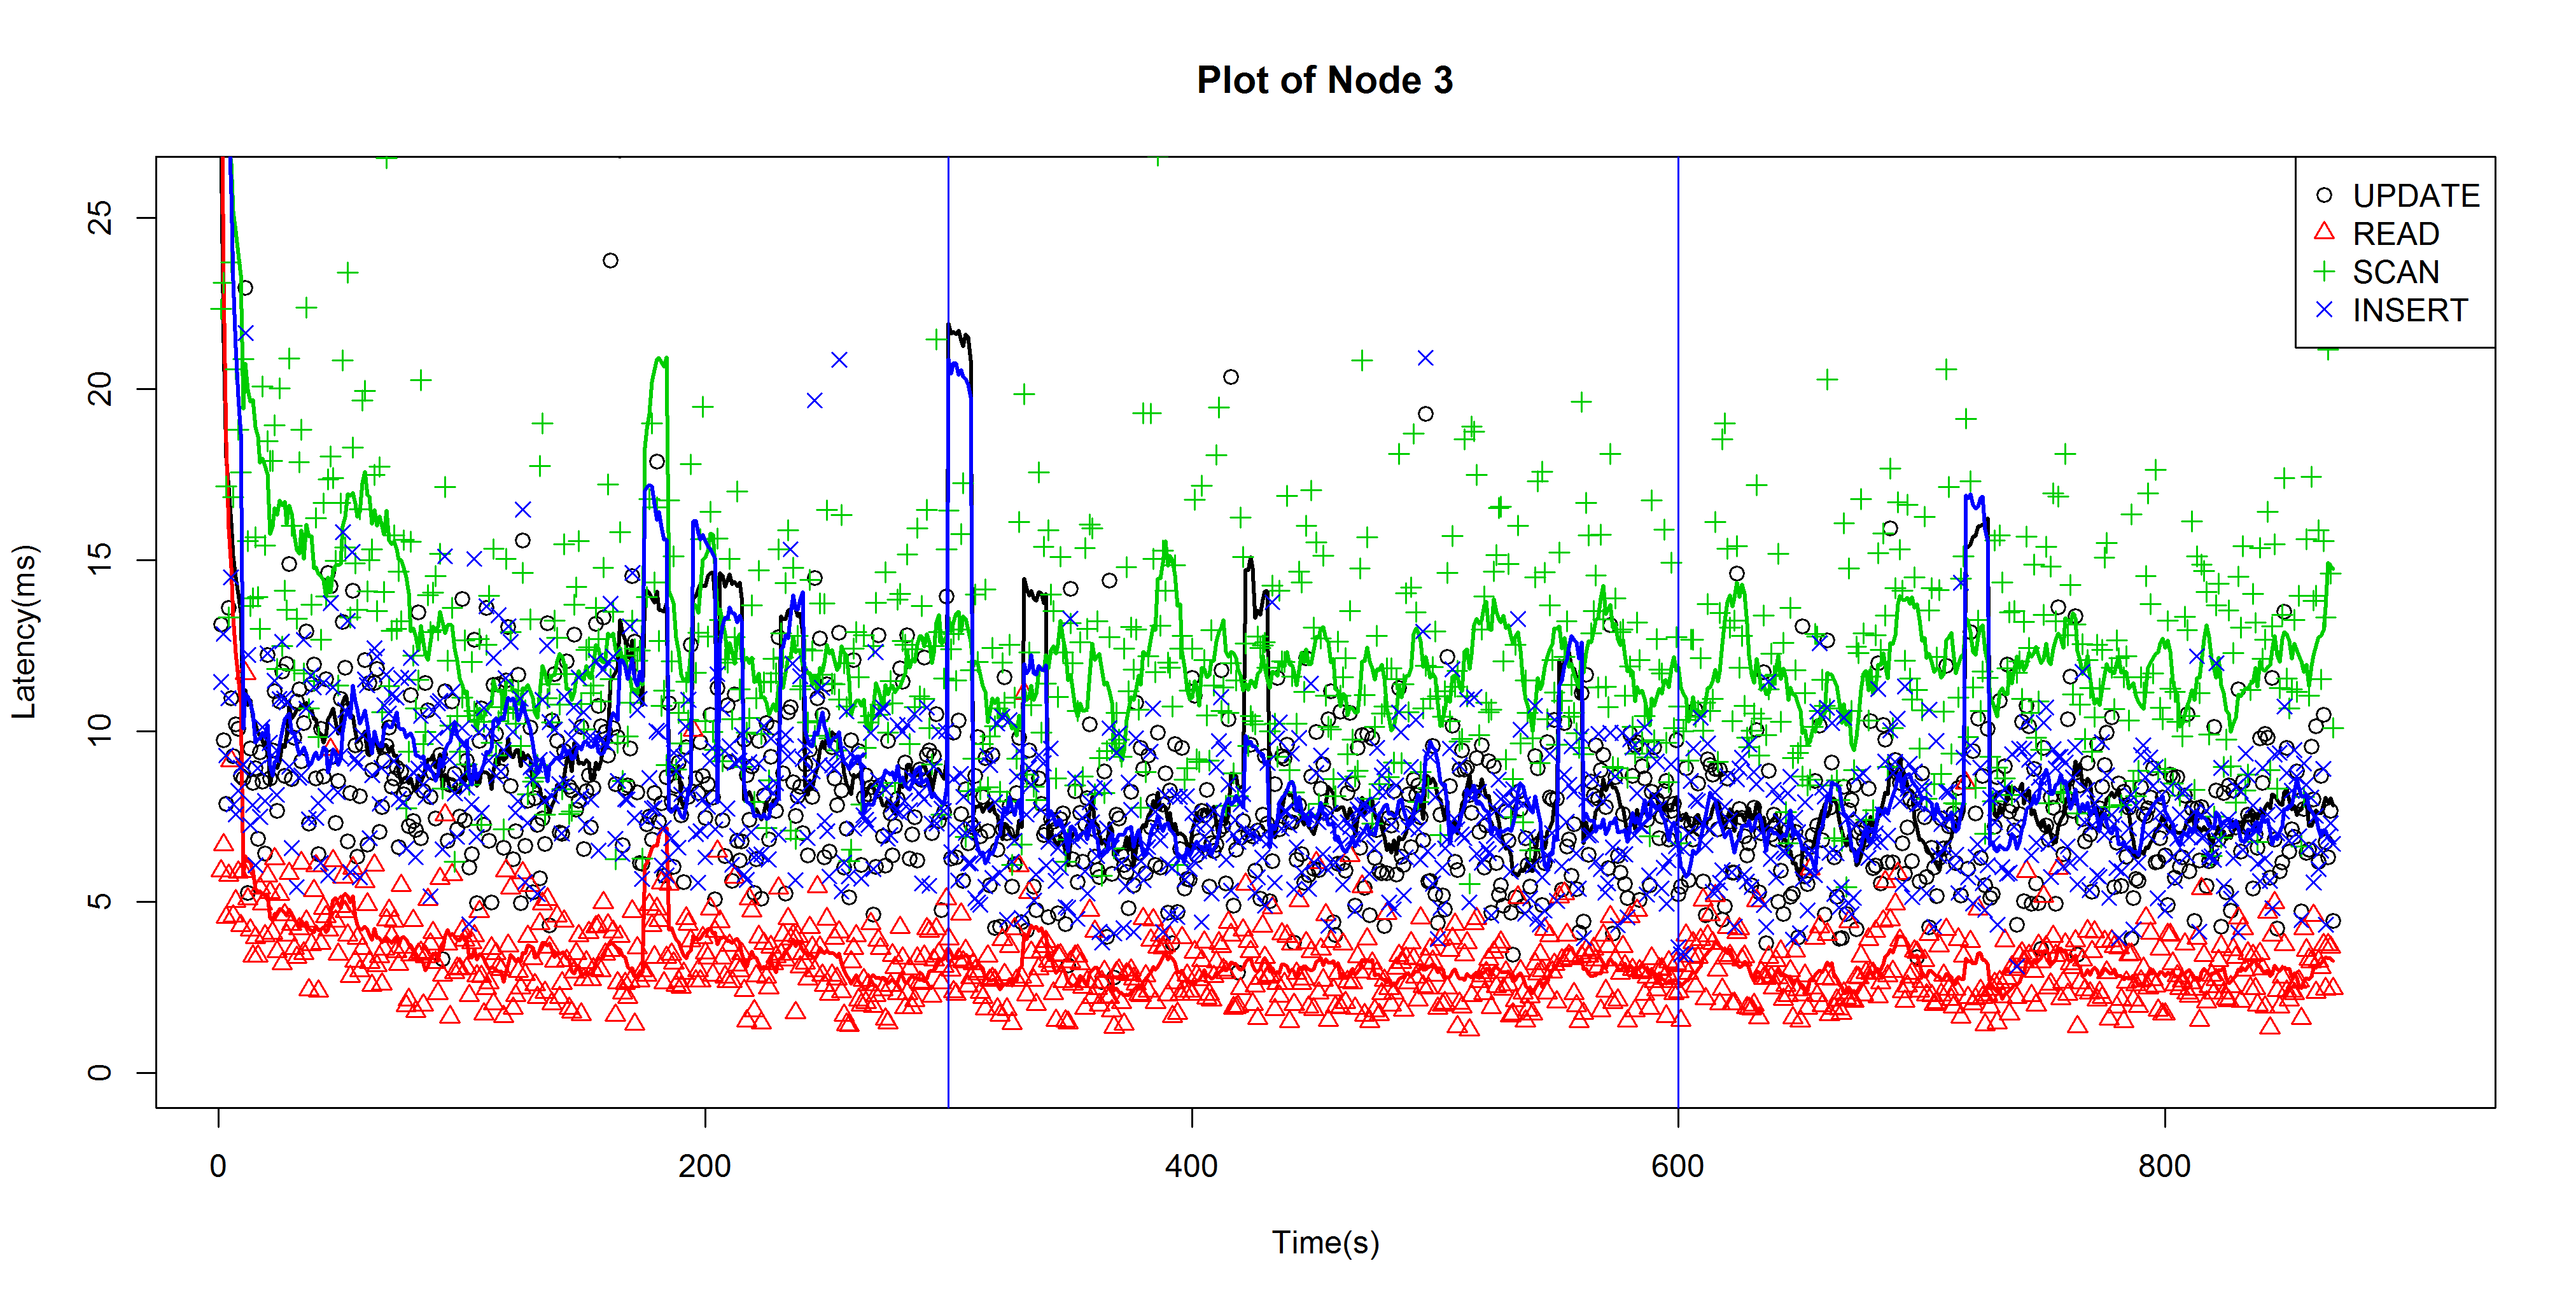 Plot of Node 3
UPDATE
READ
SCAN
INSERT
Latency(ms)
25
20
15
10
5
0
0 200 400 600 800
Time(s)